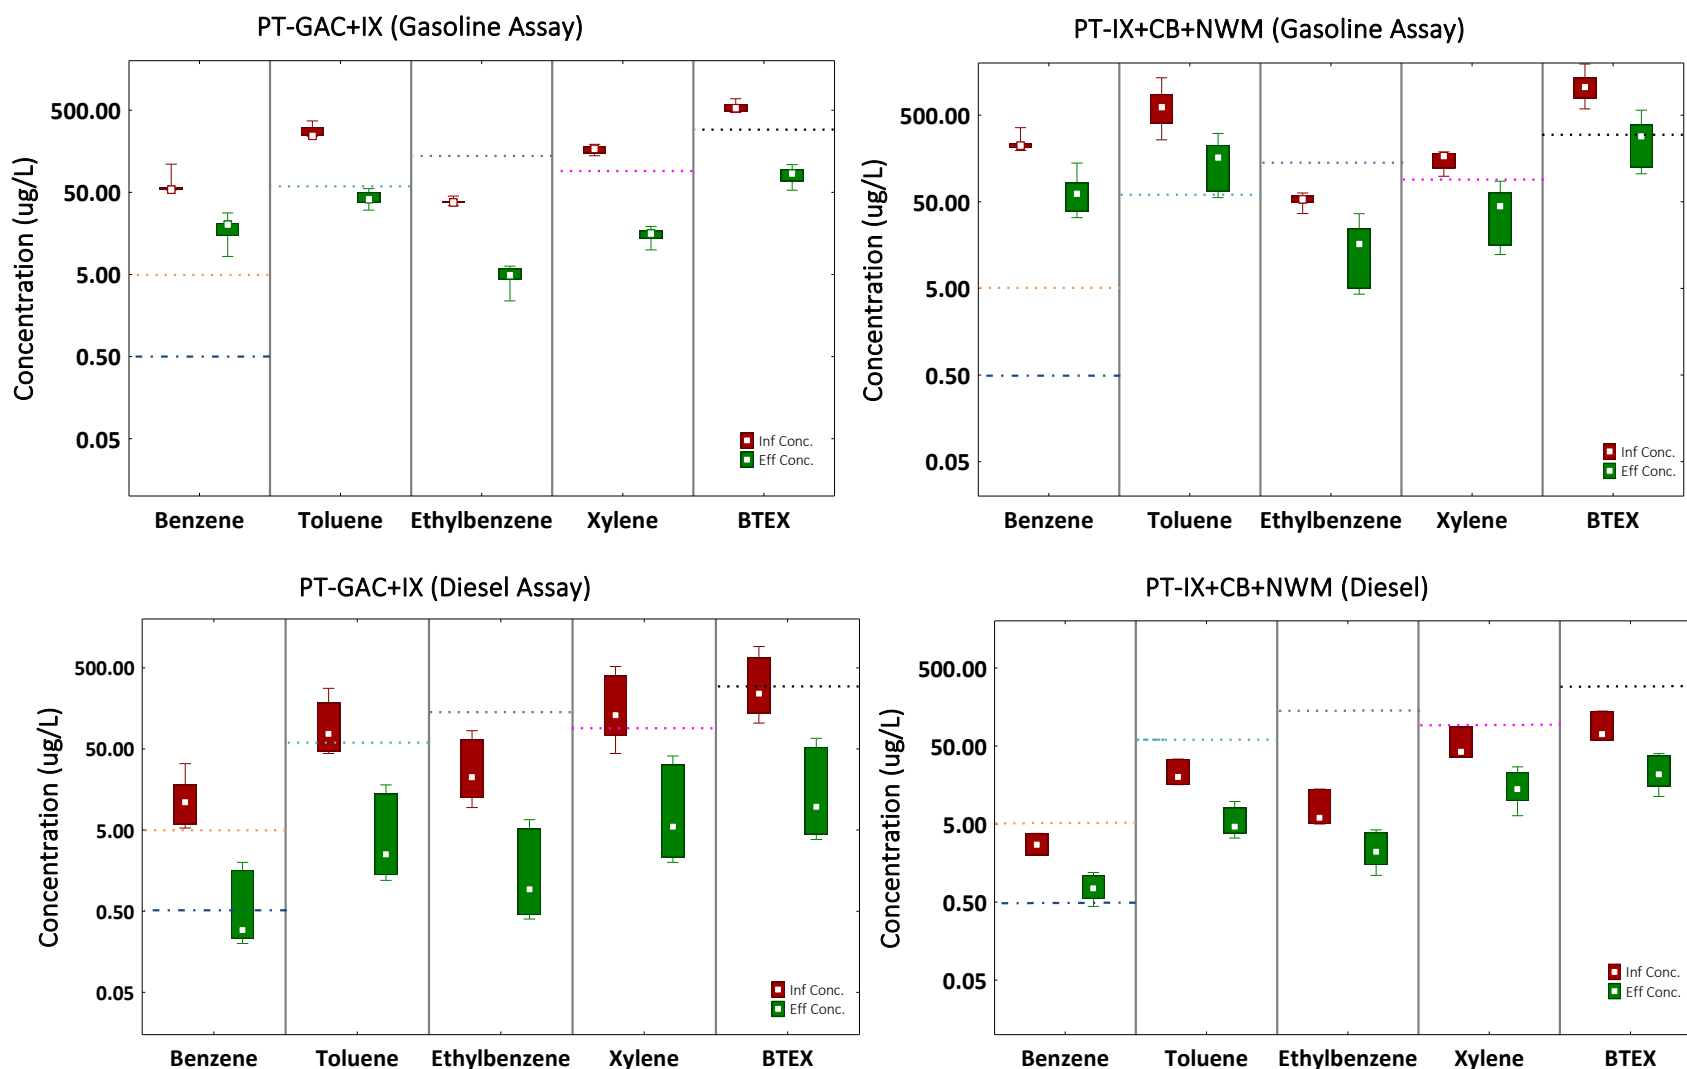 PT-GAC+IX (Gasoline Assay)
Concentration (ug/L)
500.00
50.00
5.00
0.50
0.05
Inf Conc.
Eff Conc.
Benzene Toluene Ethylbenzene Xylene BTEX
PT-IX+CB+NWM (Gasoline Assay)
Concentration (ug/L)
500.00
50.00
5.00
0.50
0.05
Inf Conc.
Eff Conc.
Benzene Toluene Ethylbenzene Xylene BTEX
PT-GAC+IX (Diesel Assay)
Concentration (ug/L)
500.00
50.00
5.00
0.50
0.05
Inf Conc.
Eff Conc.
Benzene Toluene Ethylbenzene Xylene BTEX
PT-IX+CB+NWM (Diesel)
Concentration (ug/L)
500.00
50.00
5.00
0.50
0.05
Inf Conc.
Eff Conc.
Benzene Toluene Ethylbenzene Xylene BTEX